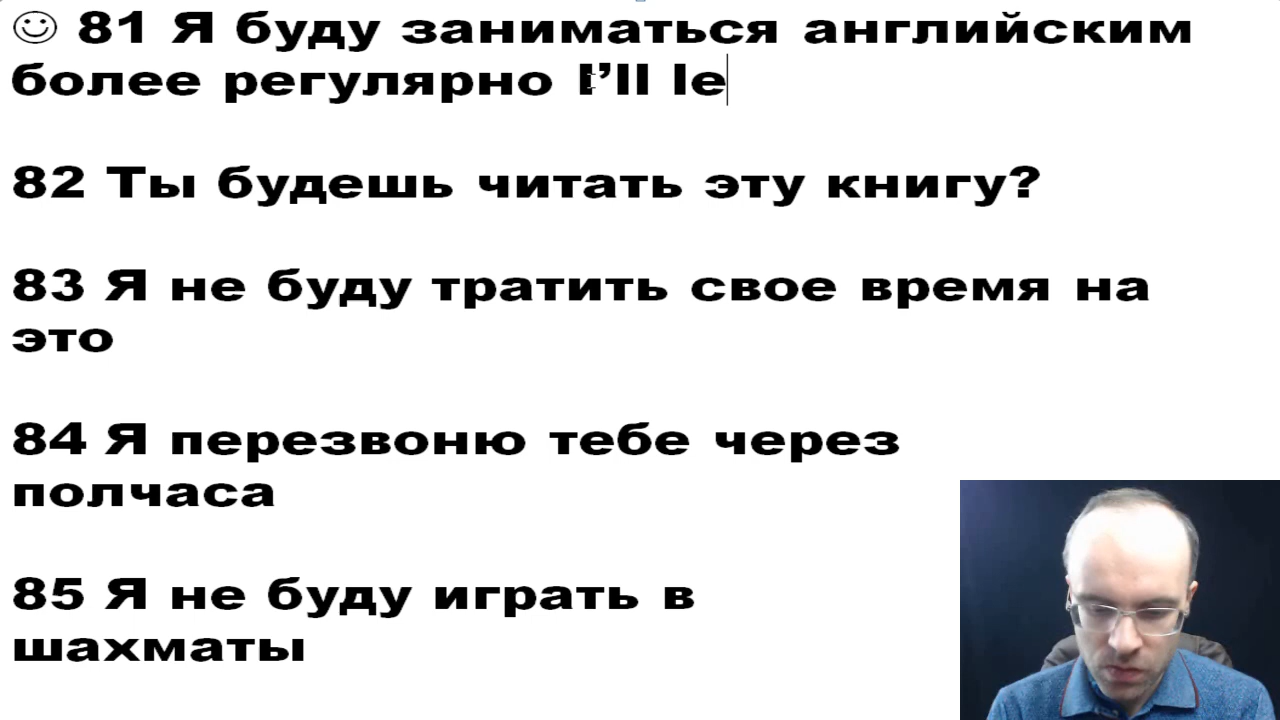 ☺ 81 Я буду заниматься английским
более регулярно I’ll le
82 Ты будешь читать эту книгу?
83 Я не буду тратить свое время на
это
84 Я перезвоню тебе через
полчаса
85 Я не буду играть в
шахматы